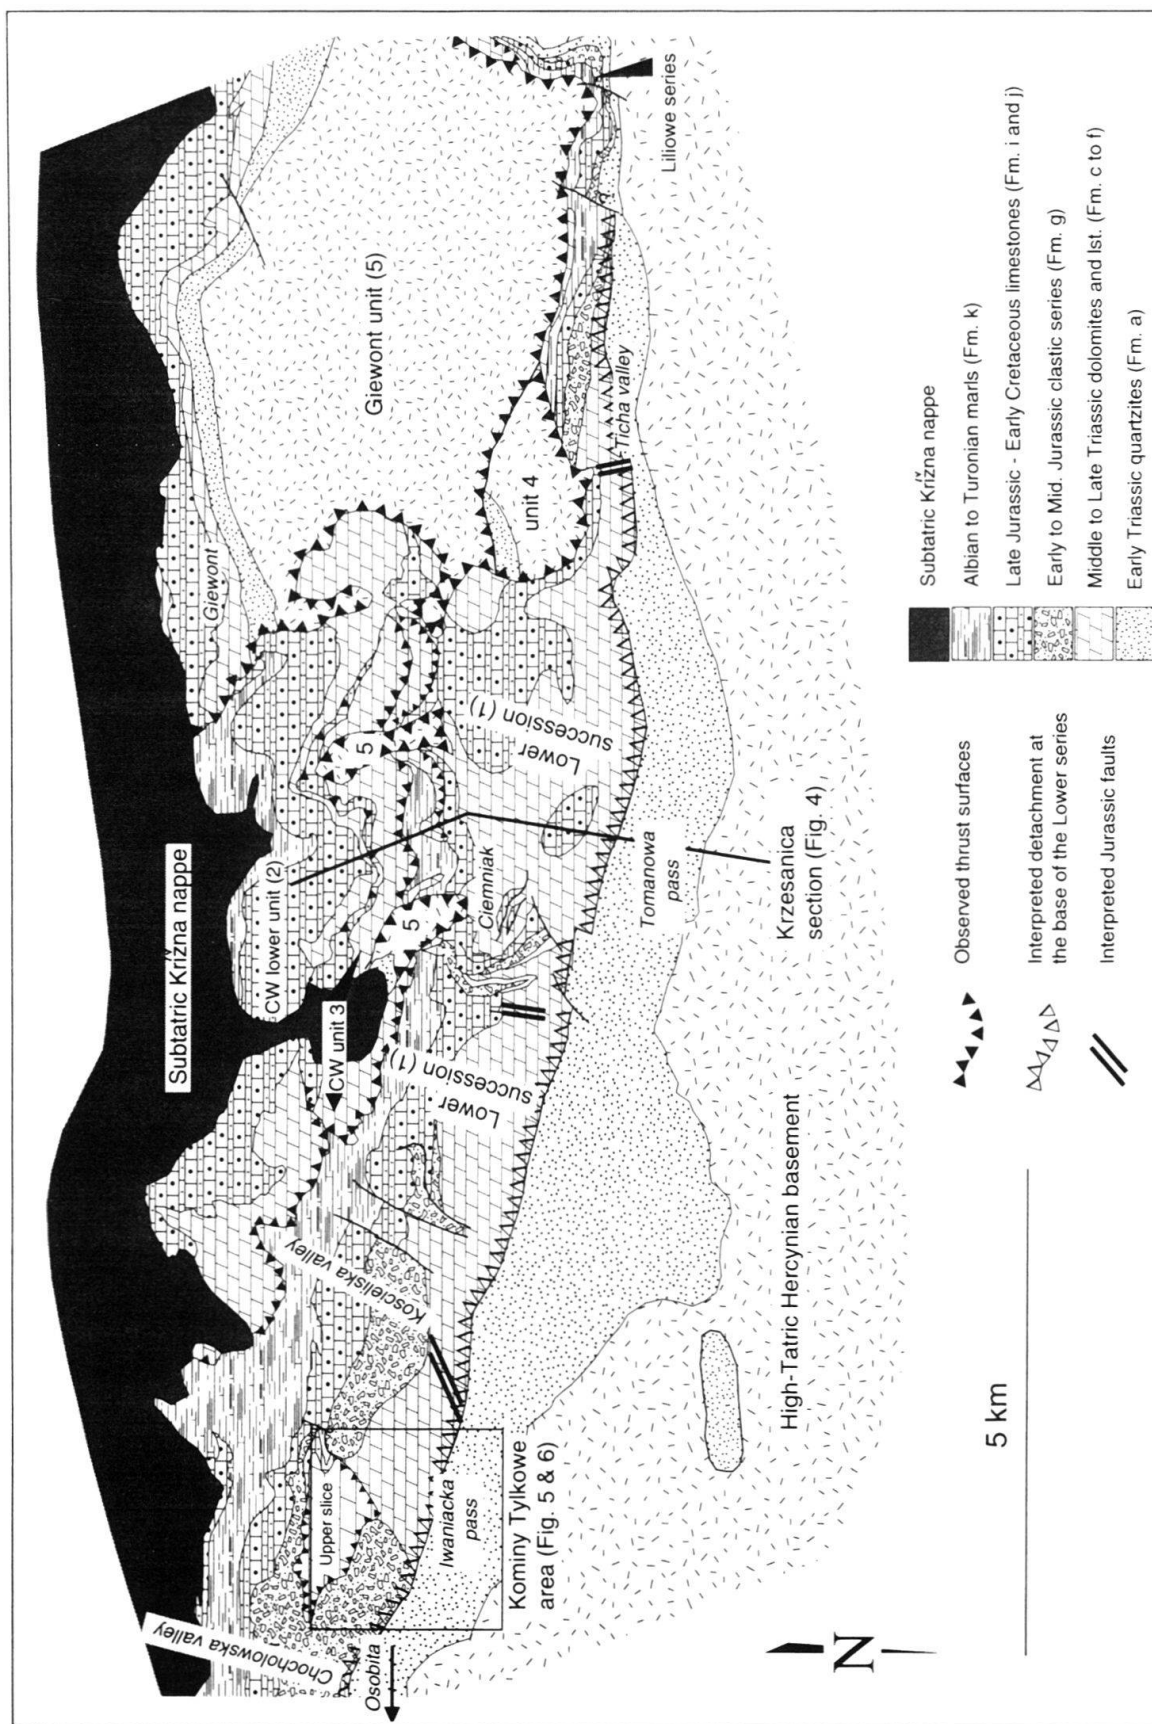 Chocholowska valley
Osobita
Upper slice
Iwaniacka
pass
Kominy Tylkowe
area (Fig. 5 & 6)
Koscieliska valley
Subtatric Križna nappe
CW lower unit (2)
CW unit 3
Lower
succession (1)
5
Ciemniak
5
Lower
succession (1)
Giewont
Giewont unit (5)
unit 4
Ticha valley
Liliowe series
Tomanowa
pass
Krzesanica
section (Fig. 4)
High-Tatric Hercynian basement
N
5 km
Observed thrust surfaces
Interpreted detachment at
the base of the Lower series
Interpreted Jurassic faults
Subtatric Križna nappe
Albian to Turonian marls (Fm. k)
Late Jurassic - Early Cretaceous limestones (Fm. i and j)
Early to Mid. Jurassic clastic series (Fm. g)
Middle to Late Triassic dolomites and lst. (Fm. c to f)
Early Triassic quartzites (Fm. a)